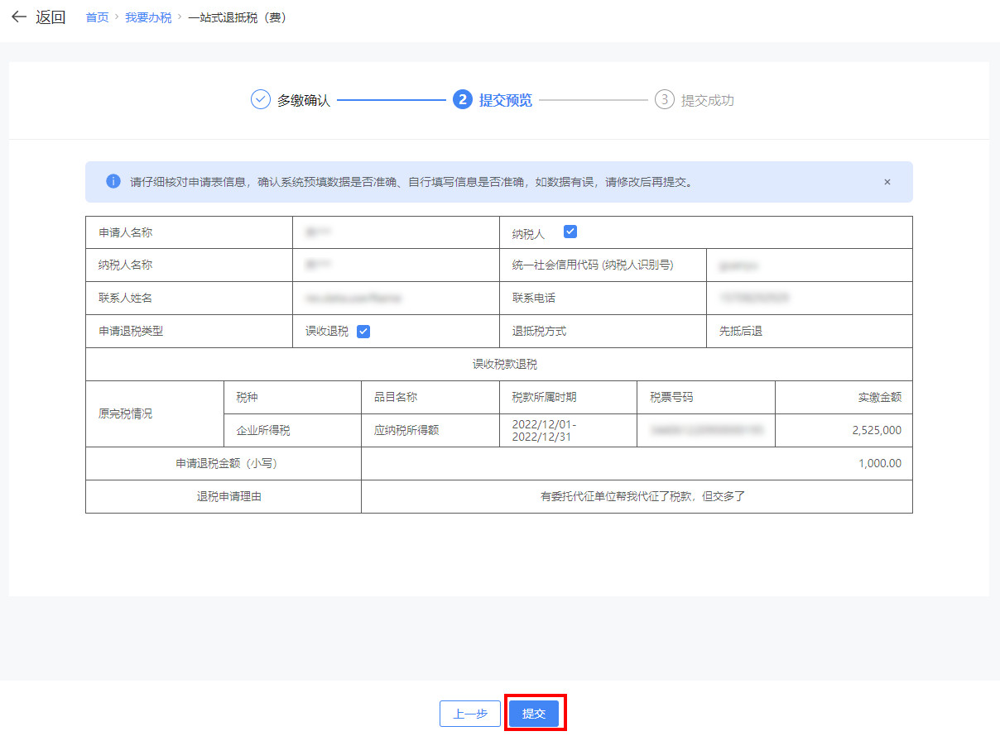 返回 首页 > 我要办税 > 一站式退抵税（费）
多缴确认 2 提交预览 3 提交成功
请仔细核对申请表信息，确认系统预填数据是否准确、自行填写信息是否准确，如数据有误，请修改后再提交。 ×
申请人名称 纳税人
纳税人名称 统一社会信用代码 (纳税人识别号)
联系人姓名 联系电话
申请退税类型 误收退税 退抵税方式 先抵后退
误收税款退税
原完税情况 税种 品目名称 税款所属时期 税票号码 实缴金额
企业所得税 应纳税所得额 2022/12/01-
2022/12/31 2,525,000
申请退税金额（小写） 1,000.00
退税申请理由 有委托代征单位帮我代征了税款，但交多了
上一步 提交